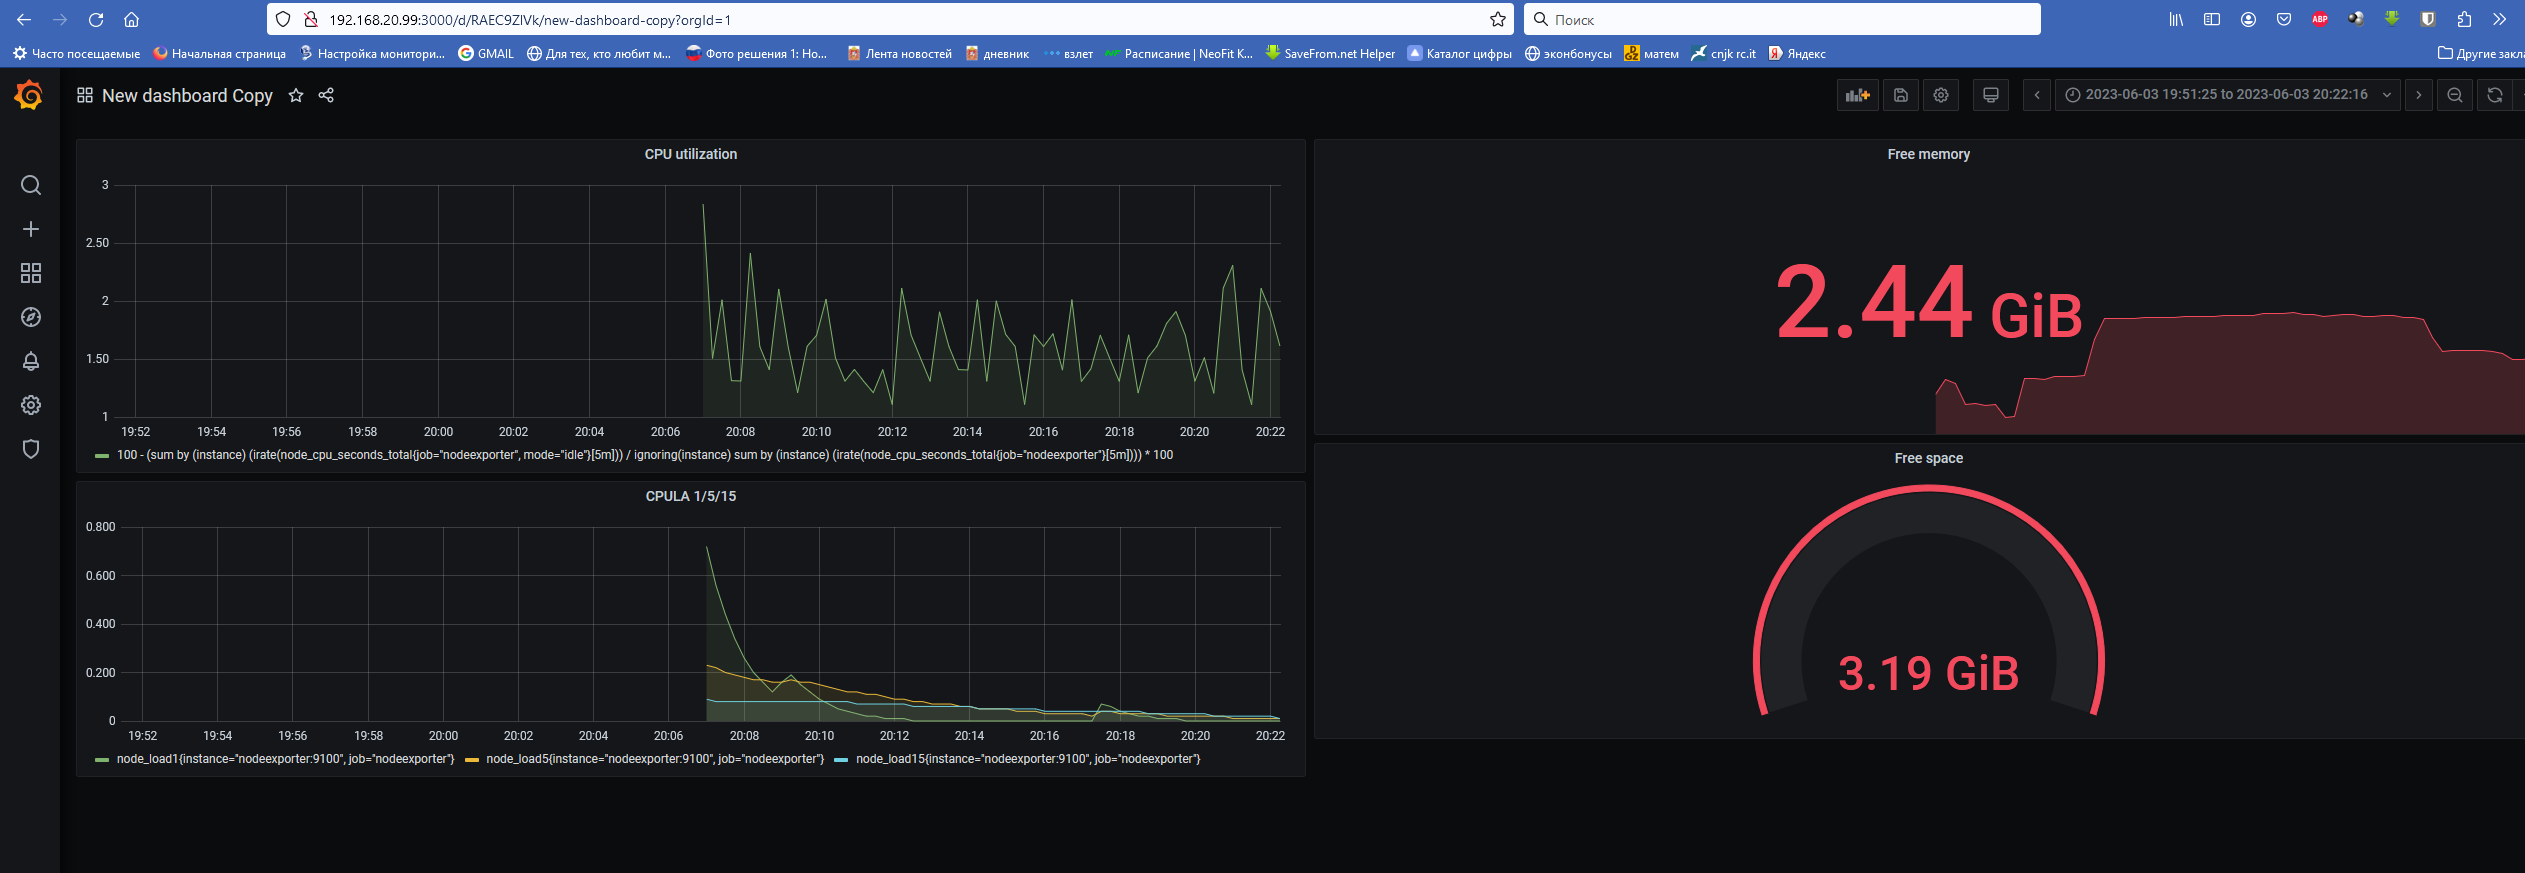 192.168.20.99:3000/d/RAEC9ZIVk/new-dashboard-copy?orgId=1
Поиск
ABP
Часто посещаемые Начальная страница Настройка монитори... GMAIL Для тех, кто любит м... Фото решения 1: Но... Лента новостей дневник взлет Расписание | NeoFit К... SaveFrom.net Helper Каталог цифры эконбонусы матем cnjk rc.it Яндекс Другие закла
New dashboard Copy
2023-06-03 19:51:25 to 2023-06-03 20:22:16
CPU utilization
3
2.50
2
1.50
1
19:52 19:54 19:56 19:58 20:00 20:02 20:04 20:06 20:08 20:10 20:12 20:14 20:16 20:18 20:20 20:22
100 - (sum by (instance) (irate(node_cpu_seconds_total{job="nodeexporter", mode="idle"}[5m])) / ignoring(instance) sum by (instance) (irate(node_cpu_seconds_total{job="nodeexporter"}[5m]))) * 100
Free memory
2.44 GiB
CPULA 1/5/15
0.800
0.600
0.400
0.200
0
19:52 19:54 19:56 19:58 20:00 20:02 20:04 20:06 20:08 20:10 20:12 20:14 20:16 20:18 20:20 20:22
node_load1{instance="nodeexporter:9100", job="nodeexporter"} node_load5{instance="nodeexporter:9100", job="nodeexporter"} node_load15{instance="nodeexporter:9100", job="nodeexporter"}
Free space
3.19 GiB